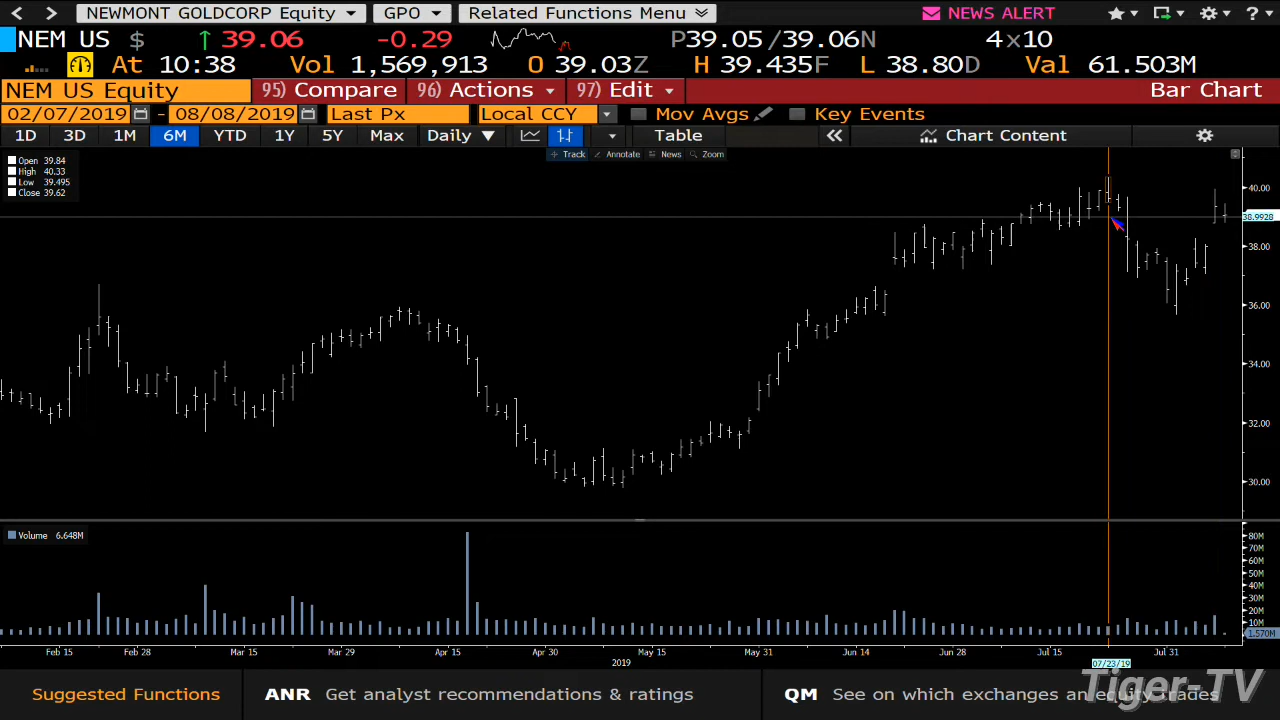 NEWMONT GOLDCORP Equity GPO Related Functions Menu NEWS ALERT ?
NEM US $ ↑ 39.06 -0.29 P39.05/39.06N 4x10
At 10:38 Vol 1,569,913 O 39.03Z H 39.435F L 38.80D Val 61.503M
NEM US Equity 95) Compare 96) Actions 97) Edit Bar Chart
02/07/2019 - 08/08/2019 Last Px Local CCY Mov Avgs Key Events
1D 3D 1M 6M YTD 1Y 5Y Max Daily ▼ Table « Chart Content
Track Annotate News Zoom
Open 39.84
High 40.33
Low 39.495
Close 39.62
40.00
38.9928
38.00
36.00
34.00
32.00
30.00
Volume 6.648M
80M
70M
60M
50M
40M
30M
20M
10M
1.570M
Feb 15 Feb 28 Mar 15 Mar 29 Apr 15 Apr 30 May 15 May 31 Jun 14 Jun 28 Jul 15 Jul 31
2019 07/23/19
Suggested Functions ANR Get analyst recommendations & ratings QM See on which exchanges an equity trades
Tiger-TV